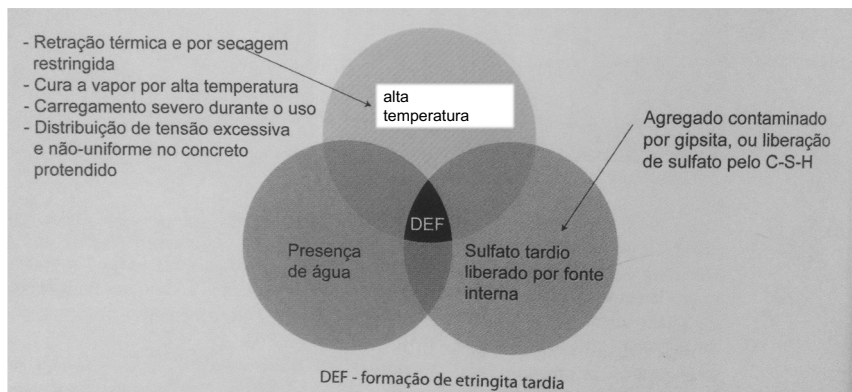 - Retração térmica e por secagem
restringida
- Cura a vapor por alta temperatura
- Carregamento severo durante o uso
- Distribuição de tensão excessiva
e não-uniforme no concreto
protendido
alta
temperatura
Agregado contaminado
por gipsita, ou liberação
de sulfato pelo C-S-H
DEF
Presença
de água
Sulfato tardio
liberado por fonte
interna
DEF - formação de etringita tardia